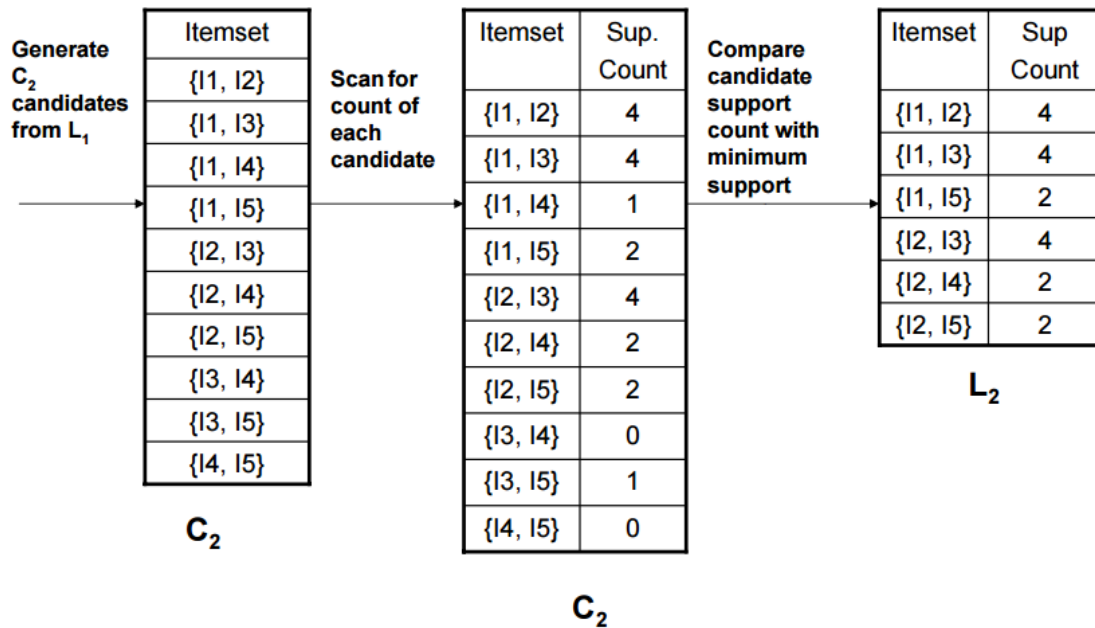 Generate
C₂
candidates
from L₁
Itemset
{I1, I2}
{I1, I3}
{I1, I4}
{I1, I5}
{I2, I3}
{I2, I4}
{I2, I5}
{I3, I4}
{I3, I5}
{I4, I5}
C₂
Scan for
count of
each
candidate
Itemset Sup.
Count
{I1, I2} 4
{I1, I3} 4
{I1, I4} 1
{I1, I5} 2
{I2, I3} 4
{I2, I4} 2
{I2, I5} 2
{I3, I4} 0
{I3, I5} 1
{I4, I5} 0
C₂
Compare
candidate
support
count with
minimum
support
Itemset Sup
Count
{I1, I2} 4
{I1, I3} 4
{I1, I5} 2
{I2, I3} 4
{I2, I4} 2
{I2, I5} 2
L₂